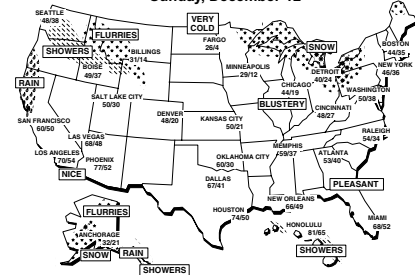 Sunday, December 12
SEATTLE
48/38
FLURRIES
VERY
COLD
FARGO
26/4
SHOWERS
BILLINGS
31/14
BOISE
49/37
MINNEAPOLIS
29/12
SNOW
BOSTON
44/35
NEW YORK
46/36
DETROIT
40/24
CHICAGO
44/19
RAIN
SALT LAKE CITY
50/30
BLUSTERY
WASHINGTON
50/38
CINCINNATI
48/27
DENVER
48/20
KANSAS CITY
50/21
SAN FRANCISCO
60/50
LAS VEGAS
68/48
RALEIGH
54/34
MEMPHIS
59/37
ATLANTA
53/40
LOS ANGELES
70/54
PHOENIX
77/52
OKLAHOMA CITY
60/30
NICE
DALLAS
67/41
PLEASANT
NEW ORLEANS
66/49
HOUSTON
74/50
MIAMI
68/52
FLURRIES
ANCHORAGE
32/21
HONOLULU
81/65
SNOW
RAIN
SHOWERS
SHOWERS